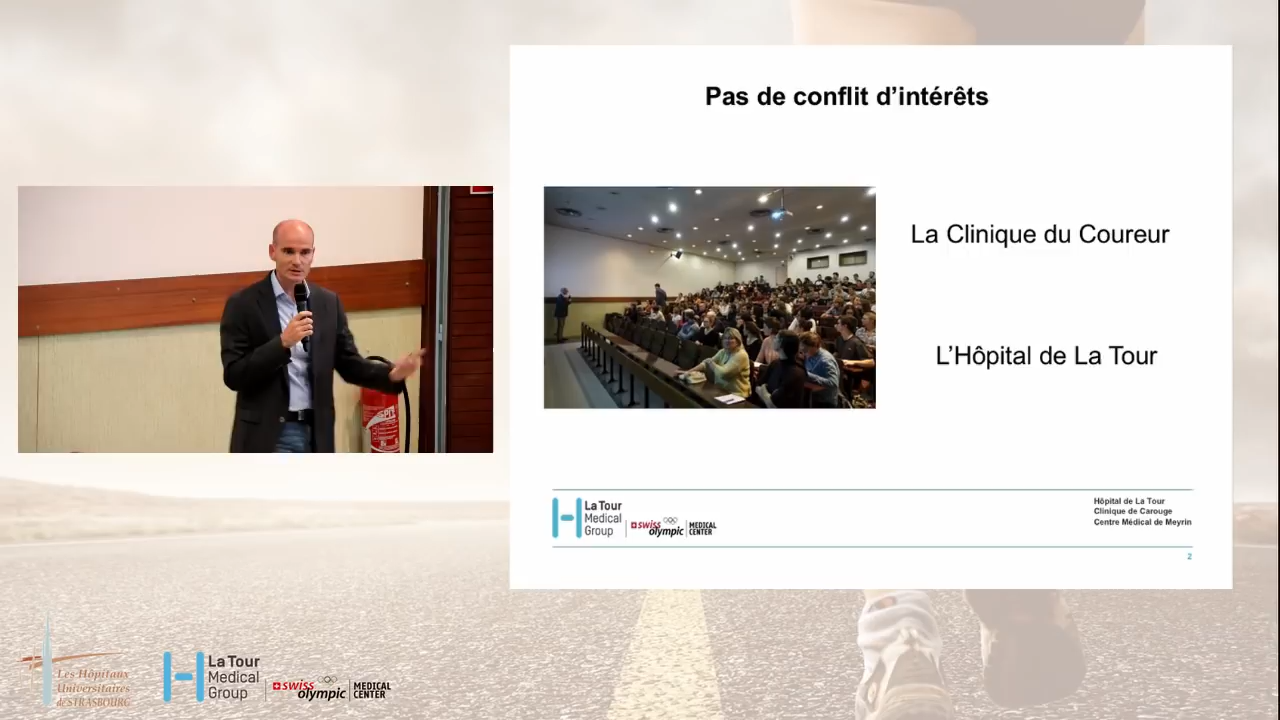 Pas de conflit d’intérêts
La Clinique du Coureur
L’Hôpital de La Tour
La Tour
Medical
Group
swiss
olympic
MEDICAL
CENTER
Hôpital de La Tour
Clinique de Carouge
Centre Médical de Meyrin
2
Les Hôpitaux
Universitaires
de STRASBOURG
La Tour
Medical
Group
swiss
olympic
MEDICAL
CENTER